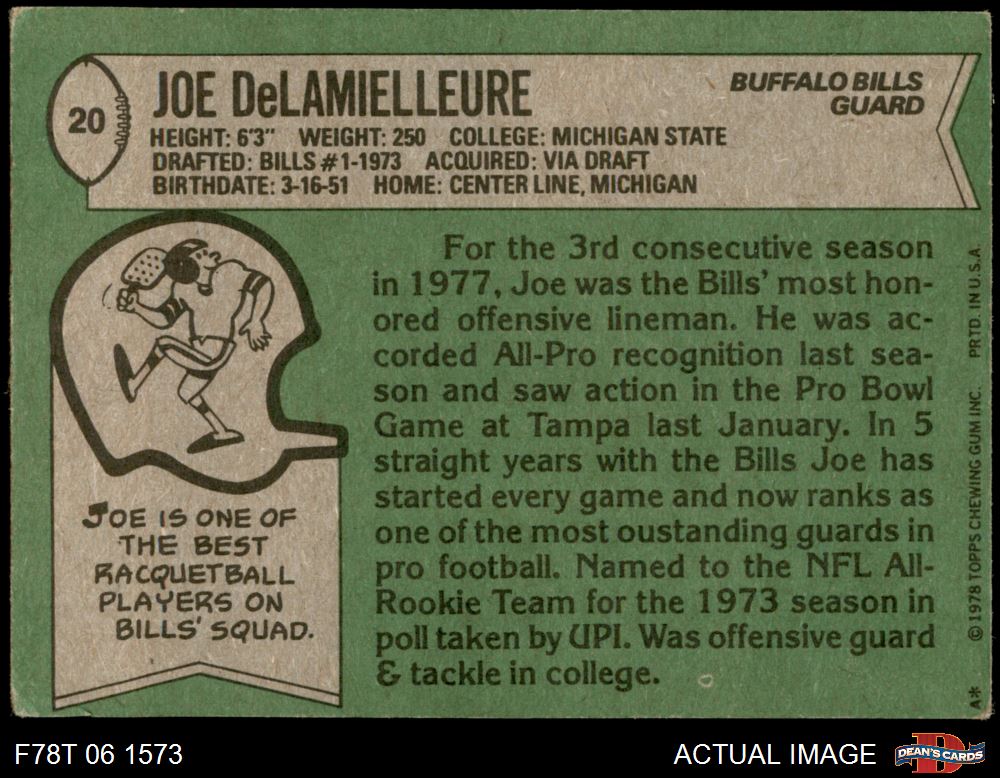 20
JOE DeLAMIELLEURE
BUFFALO BILLS
GUARD
HEIGHT: 6'3" WEIGHT: 250 COLLEGE: MICHIGAN STATE
DRAFTED: BILLS #1-1973 ACQUIRED: VIA DRAFT
BIRTHDATE: 3-16-51 HOME: CENTER LINE, MICHIGAN
JOE IS ONE OF
THE BEST
RACQUETBALL
PLAYERS ON
BILLS' SQUAD.
For the 3rd consecutive season
in 1977, Joe was the Bills' most hon-
ored offensive lineman. He was ac-
corded All-Pro recognition last sea-
son and saw action in the Pro Bowl
Game at Tampa last January. In 5
straight years with the Bills Joe has
started every game and now ranks as
one of the most oustanding guards in
pro football. Named to the NFL All-
Rookie Team for the 1973 season in
poll taken by UPI. Was offensive guard
& tackle in college.
A* © 1978 TOPPS CHEWING GUM INC. PRTD. IN U.S.A.
F78T 06 1573
ACTUAL IMAGE
DEAN'S CARDS